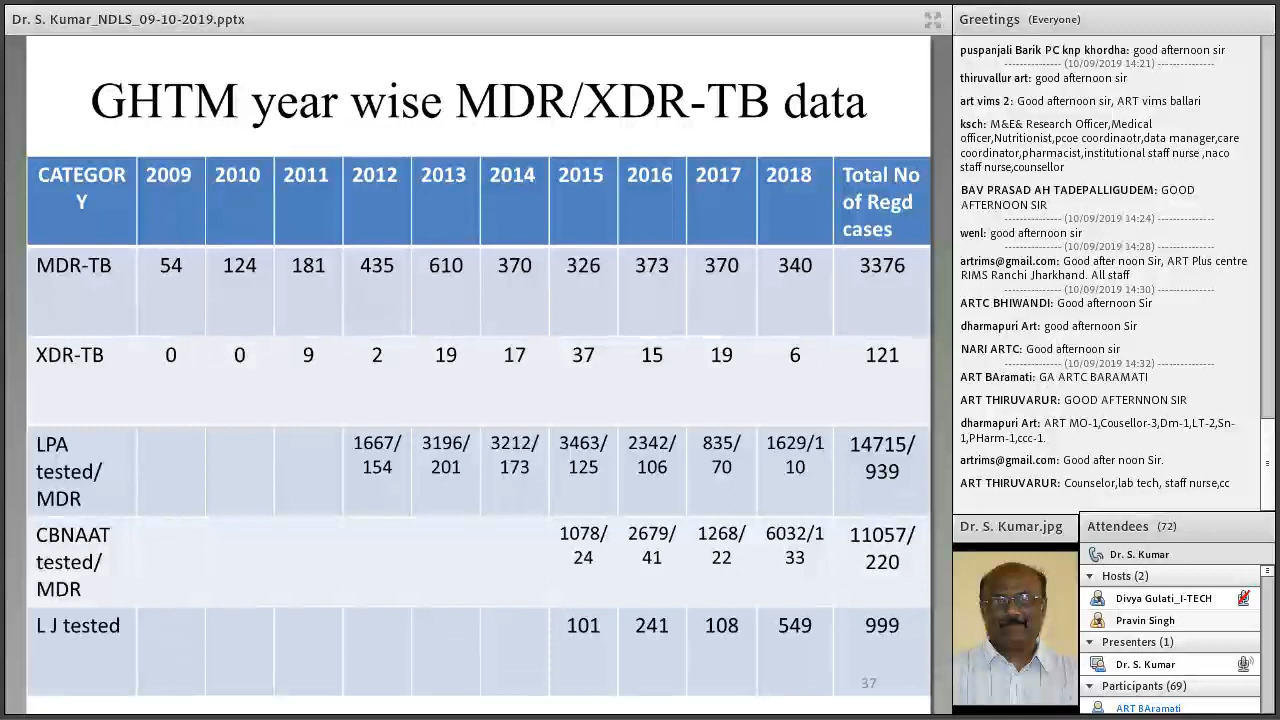 Dr. S. Kumar_NDLS_09-10-2019.pptx
GHTM year wise MDR/XDR-TB data
CATEGOR
Y
2009 2010 2011 2012 2013 2014 2015 2016 2017 2018
Total No
of Regd
cases
MDR-TB 54 124 181 435 610 370 326 373 370 340 3376
XDR-TB 0 0 9 2 19 17 37 15 19 6 121
LPA
tested/
MDR
1667/
154
3196/
201
3212/
173
3463/
125
2342/
106
835/
70
1629/1
10
14715/
939
CBNAAT
tested/
MDR
1078/
24
2679/
41
1268/
22
6032/1
33
11057/
220
L J tested 101 241 108 549 999
37
Greetings (Everyone)
puspanjali Barik PC knp khordha: good afternoon sir
---------------- (10/09/2019 14:21) ---------------
thiruvallur art: good afternoon sir
art vims 2: Good afternoon sir, ART vims ballari
ksch: M&E& Research Officer,Medical
officer,Nutritionist,pcoe coordinaotr,data manager,care
coordinator,pharmacist,institutional staff nurse ,naco
staff nurse,counsellor
BAV PRASAD AH TADEPALLIGUDEM: GOOD
AFTERNOON SIR
---------------- (10/09/2019 14:24) ---------------
wenl: good afternoon sir
---------------- (10/09/2019 14:28) ---------------
artrims@gmail.com: Good after noon Sir, ART Plus centre
RIMS Ranchi Jharkhand. All staff
---------------- (10/09/2019 14:30) ---------------
ARTC BHIWANDI: Good afternoon Sir
dharmapuri Art: good afternoon Sir
NARI ARTC: Good afternoon sir
---------------- (10/09/2019 14:32) ---------------
ART BAramati: GA ARTC BARAMATI
ART THIRUVARUR: GOOD AFTERNNON SIR
dharmapuri Art: ART MO-1,Cousellor-3,Dm-1,LT-2,Sn-
1,PHarm-1,ccc-1.
artrims@gmail.com: Good after noon Sir.
ART THIRUVARUR: Counselor,lab tech, staff nurse,cc
Dr. S. Kumar.jpg
Attendees (72)
Dr. S. Kumar
Hosts (2)
Divya Gulati_I-TECH
Pravin Singh
Presenters (1)
Dr. S. Kumar
Participants (69)
ART BAramati